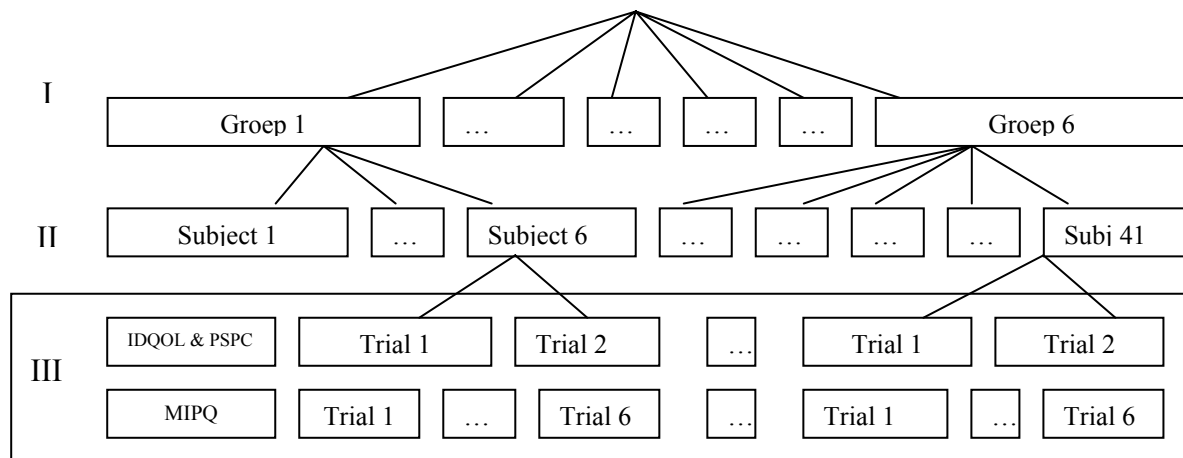 I
Groep 1 … … … … Groep 6
II
Subject 1 … Subject 6 … … … … Subj 41
III
IDQOL & PSPC Trial 1 Trial 2 … Trial 1 Trial 2
MIPQ Trial 1 … Trial 6 … Trial 1 … Trial 6